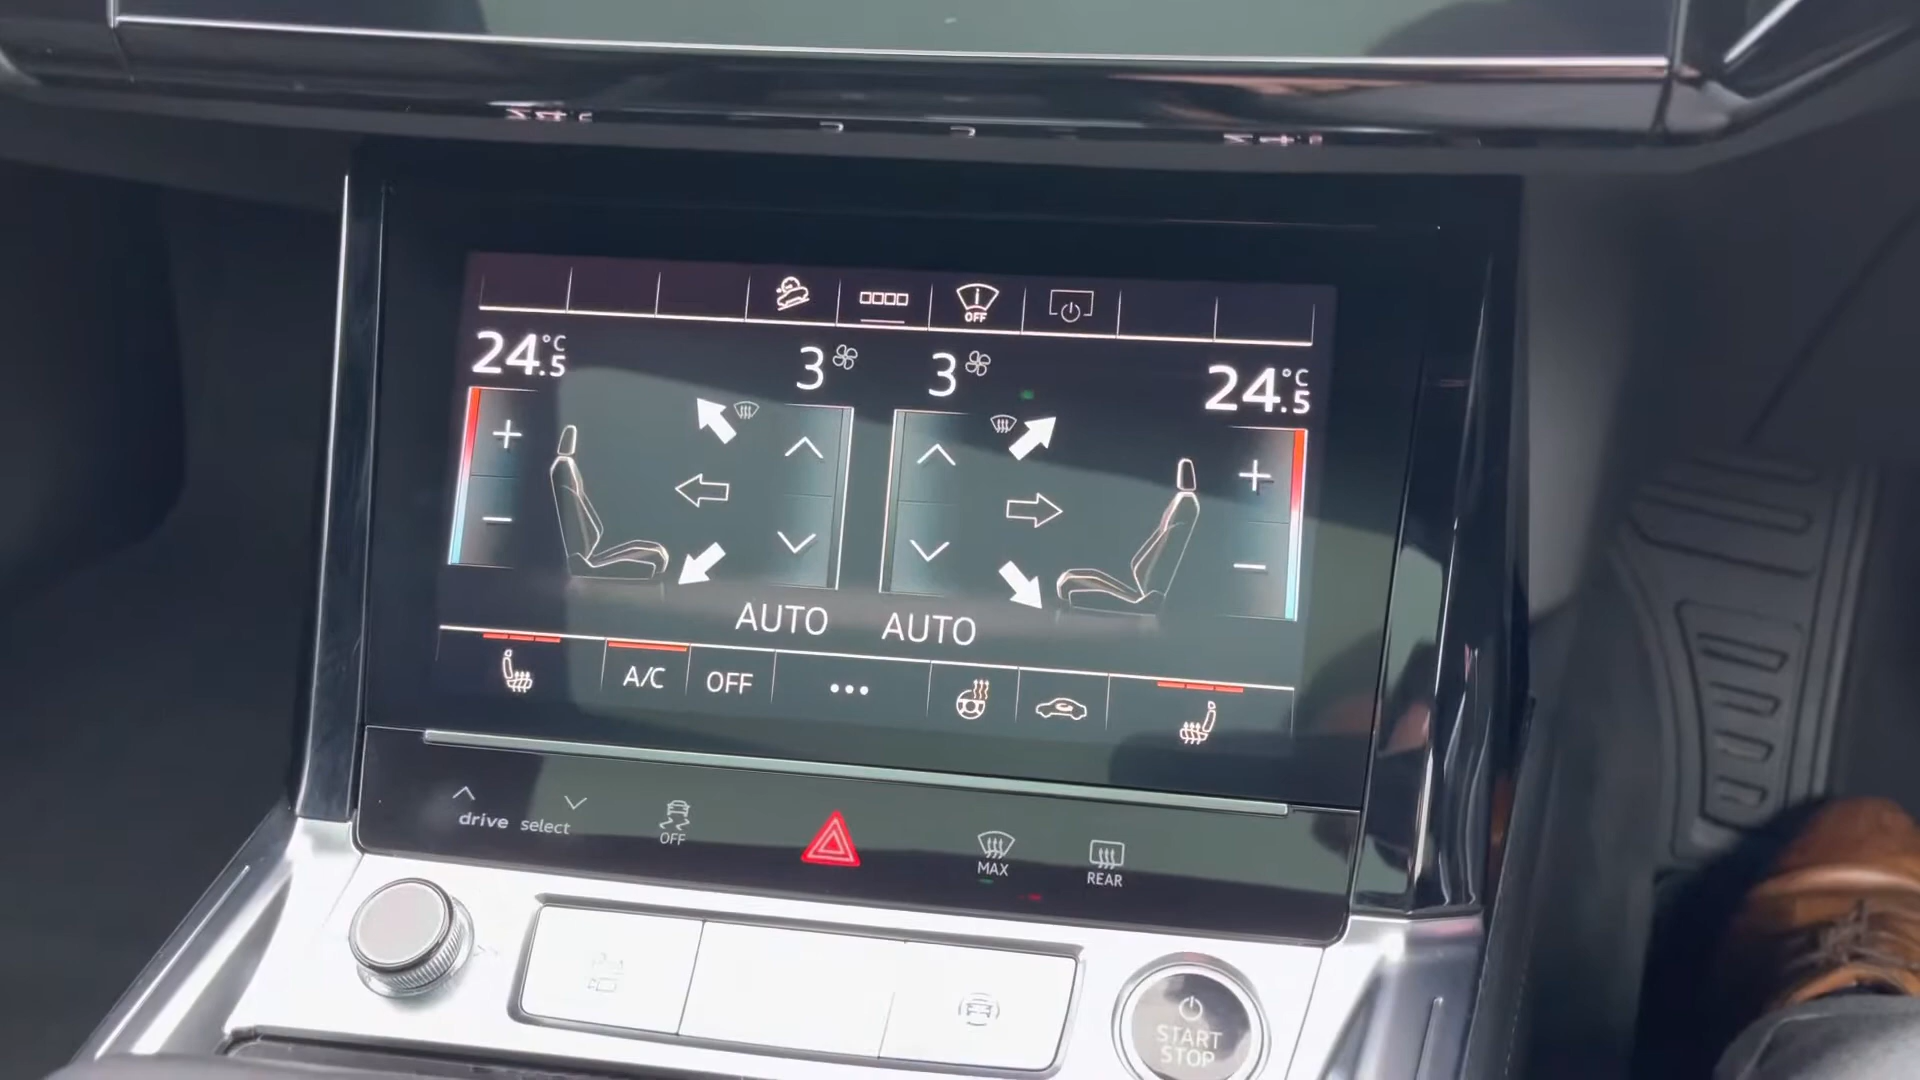 OFF
24.5°C 3 3 24.5°C
AUTO AUTO
A/C OFF
drive select OFF MAX REAR
START
STOP